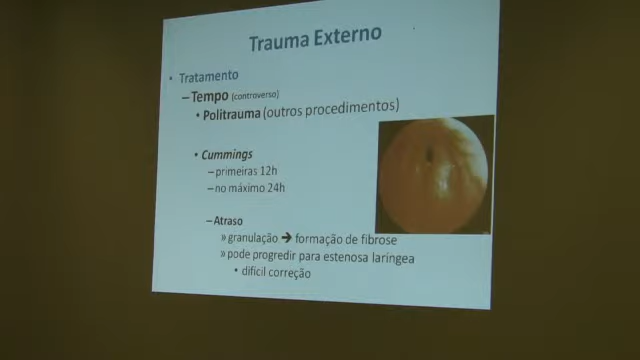 Trauma Externo
• Tratamento
– Tempo (controverso)
• Politrauma (outros procedimentos)
• Cummings
– primeiras 12h
– no máximo 24h
– Atraso
» granulação ➔ formação de fibrose
» pode progredir para estenosa laríngea
• difícil correção